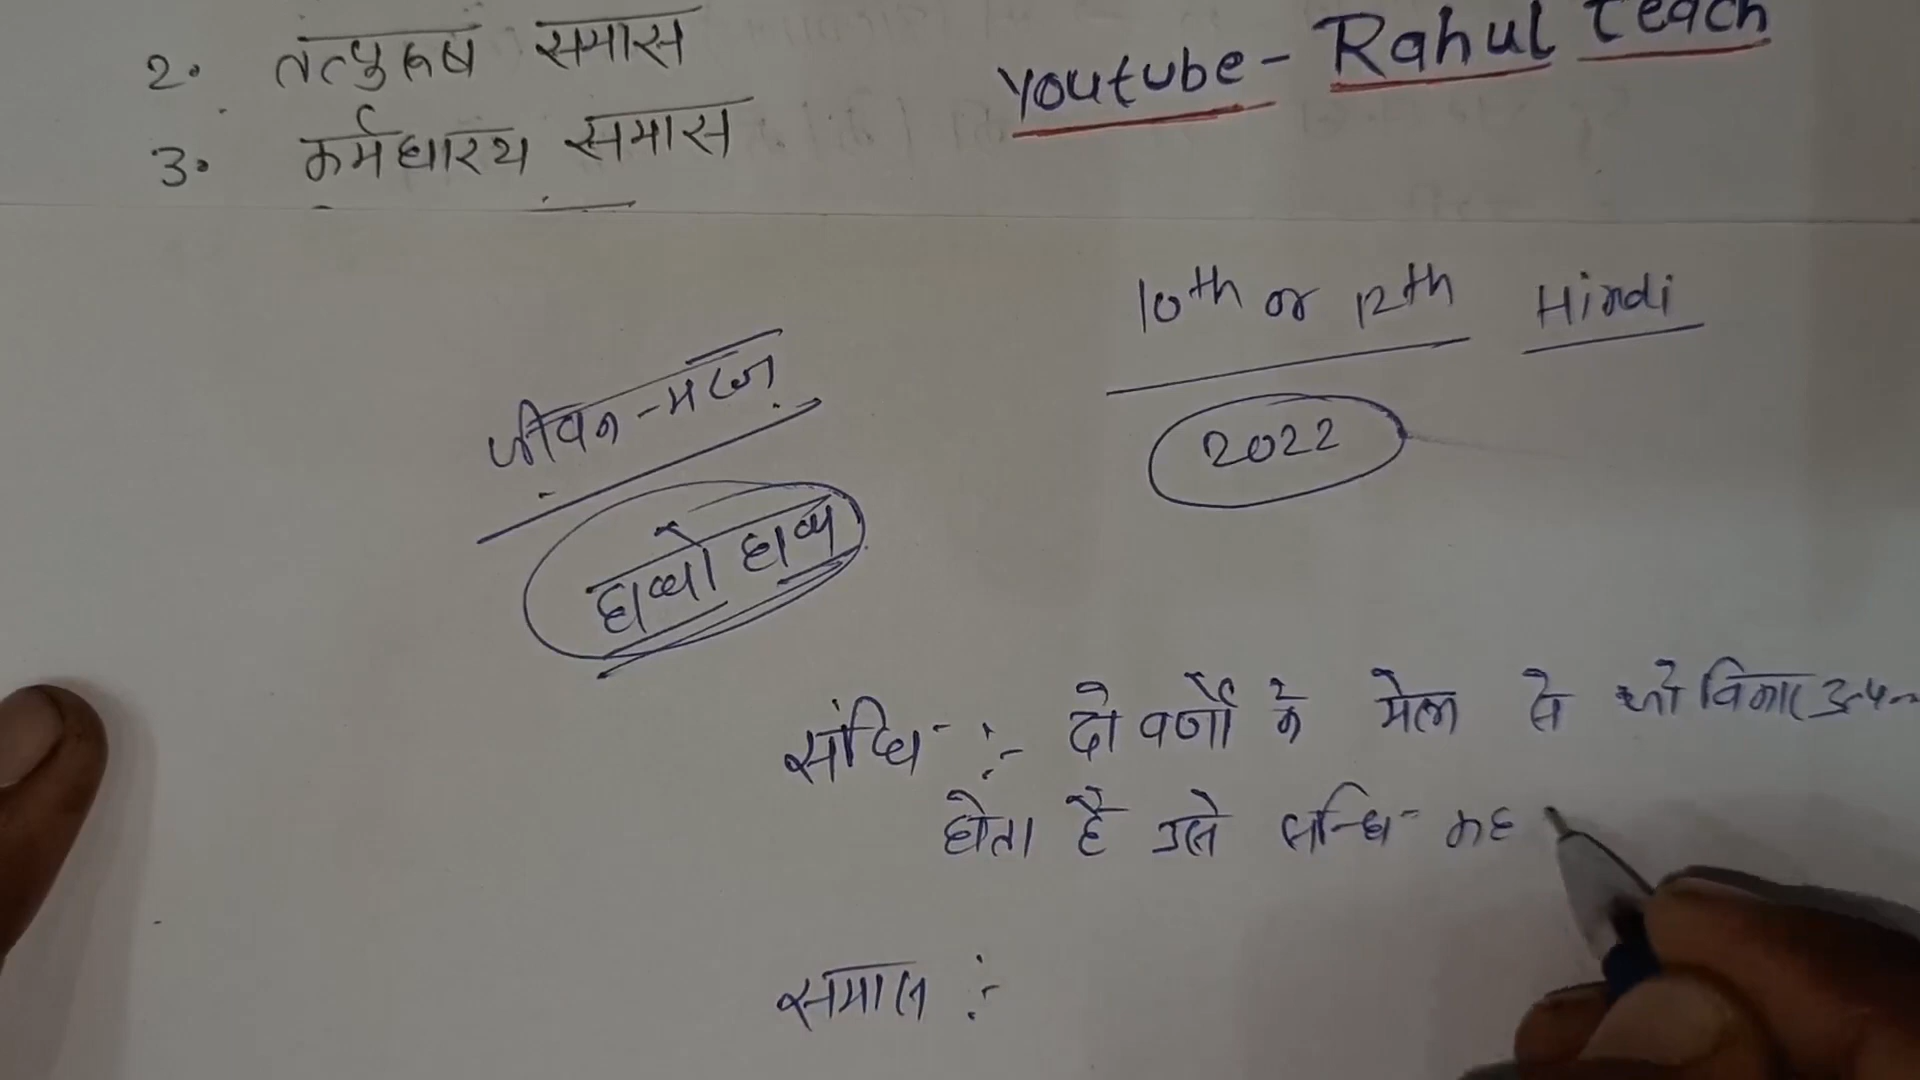 2. तत्पुरूष समास
Youtube - Rahul teach
3. कर्मधारय समास
10th or 12th Hindi
जीवन-मरण
2022
संधि :- दो वर्णों के मेल से जो विकार उत्पन
होता है उसे सन्धि कह
समास :-